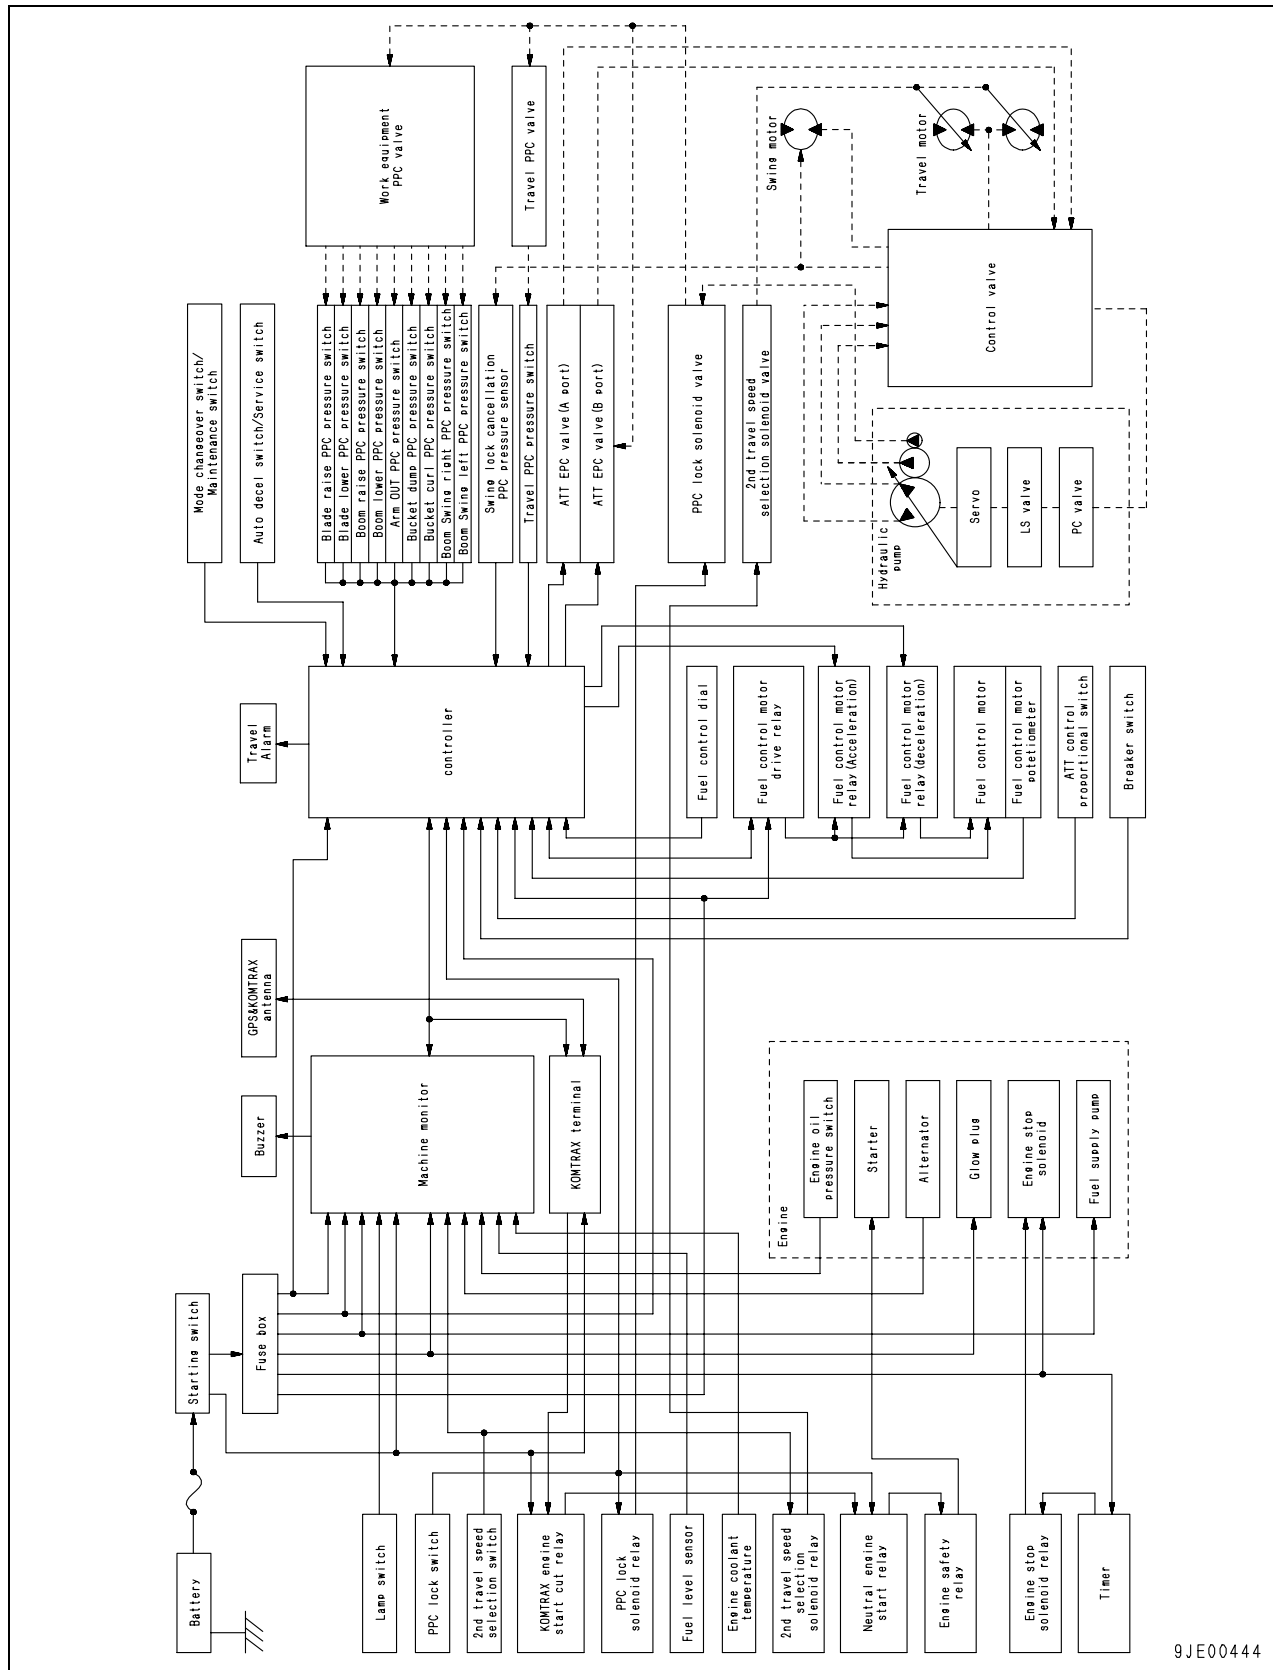 Work equipment
PPC valve
Travel PPC valve
Swing motor
Travel motor
Mode changeover switch/
Maintenance switch
Auto decel switch/Service switch
Blade raise PPC pressure switch
Blade lower PPC pressure switch
Boom raise PPC pressure switch
Boom lower PPC pressure switch
Arm OUT PPC pressure switch
Bucket dump PPC pressure switch
Bucket curl PPC pressure switch
Boom Swing right PPC pressure switch
Boom Swing left PPC pressure switch
Swing lock cancellation
PPC pressure sensor
Travel PPC pressure switch
ATT EPC valve(A port)
ATT EPC valve(B port)
PPC lock solenoid valve
2nd travel speed
selection solenoid valve
Control valve
Hydraulic
pump
Servo
LS valve
PC valve
Travel
Alarm
controller
Fuel control dial
Fuel control motor
drive relay
Fuel control motor
relay(Acceleration)
Fuel control motor
relay(deceleration)
Fuel control motor
Fuel control motor
potetiometer
ATT control
proportional switch
Breaker switch
GPS&KOMTRAX
antenna
Buzzer
Machine monitor
KOMTRAX terminal
Engine
Engine oil
pressure switch
Starter
Alternator
Glow plug
Engine stop
solenoid
Fuel supply pump
Starting switch
Fuse box
Battery
Lamp switch
PPC lock switch
2nd travel speed
selection switch
KOMTRAX engine
start cut relay
PPC lock
solenoid relay
Fuel level sensor
Engine coolant
temperature
2nd travel speed
selection
solenoid relay
Neutral engine
start relay
Engine safety
relay
Engine stop
solenoid relay
Timer
9JE00444